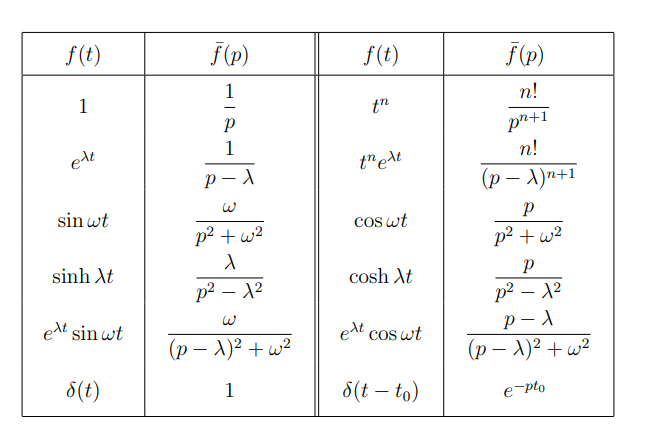 f(t) f̄(p) f(t) f̄(p)
1 1/p tⁿ n!/pⁿ⁺¹
e^{λt} 1/(p − λ) tⁿe^{λt} n!/(p − λ)ⁿ⁺¹
sin ωt ω/(p² + ω²) cos ωt p/(p² + ω²)
sinh λt λ/(p² − λ²) cosh λt p/(p² − λ²)
e^{λt} sin ωt ω/((p − λ)² + ω²) e^{λt} cos ωt (p − λ)/((p − λ)² + ω²)
δ(t) 1 δ(t − t₀) e^{−pt₀}